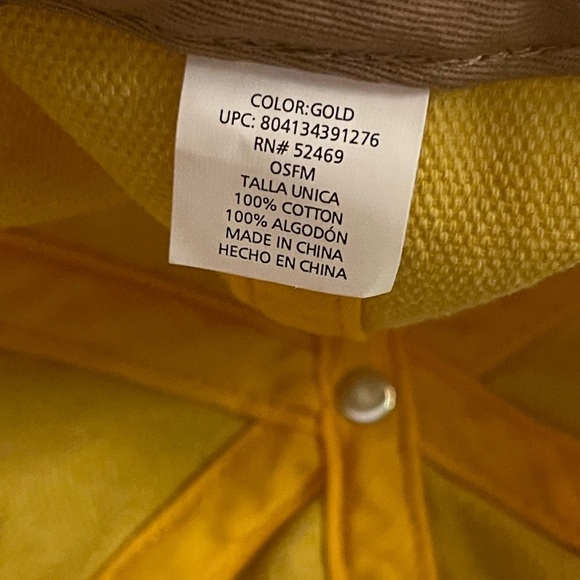 COLOR:GOLD
UPC: 804134391276
RN# 52469
OSFM
TALLA UNICA
100% COTTON
100% ALGODÓN
MADE IN CHINA
HECHO EN CHINA